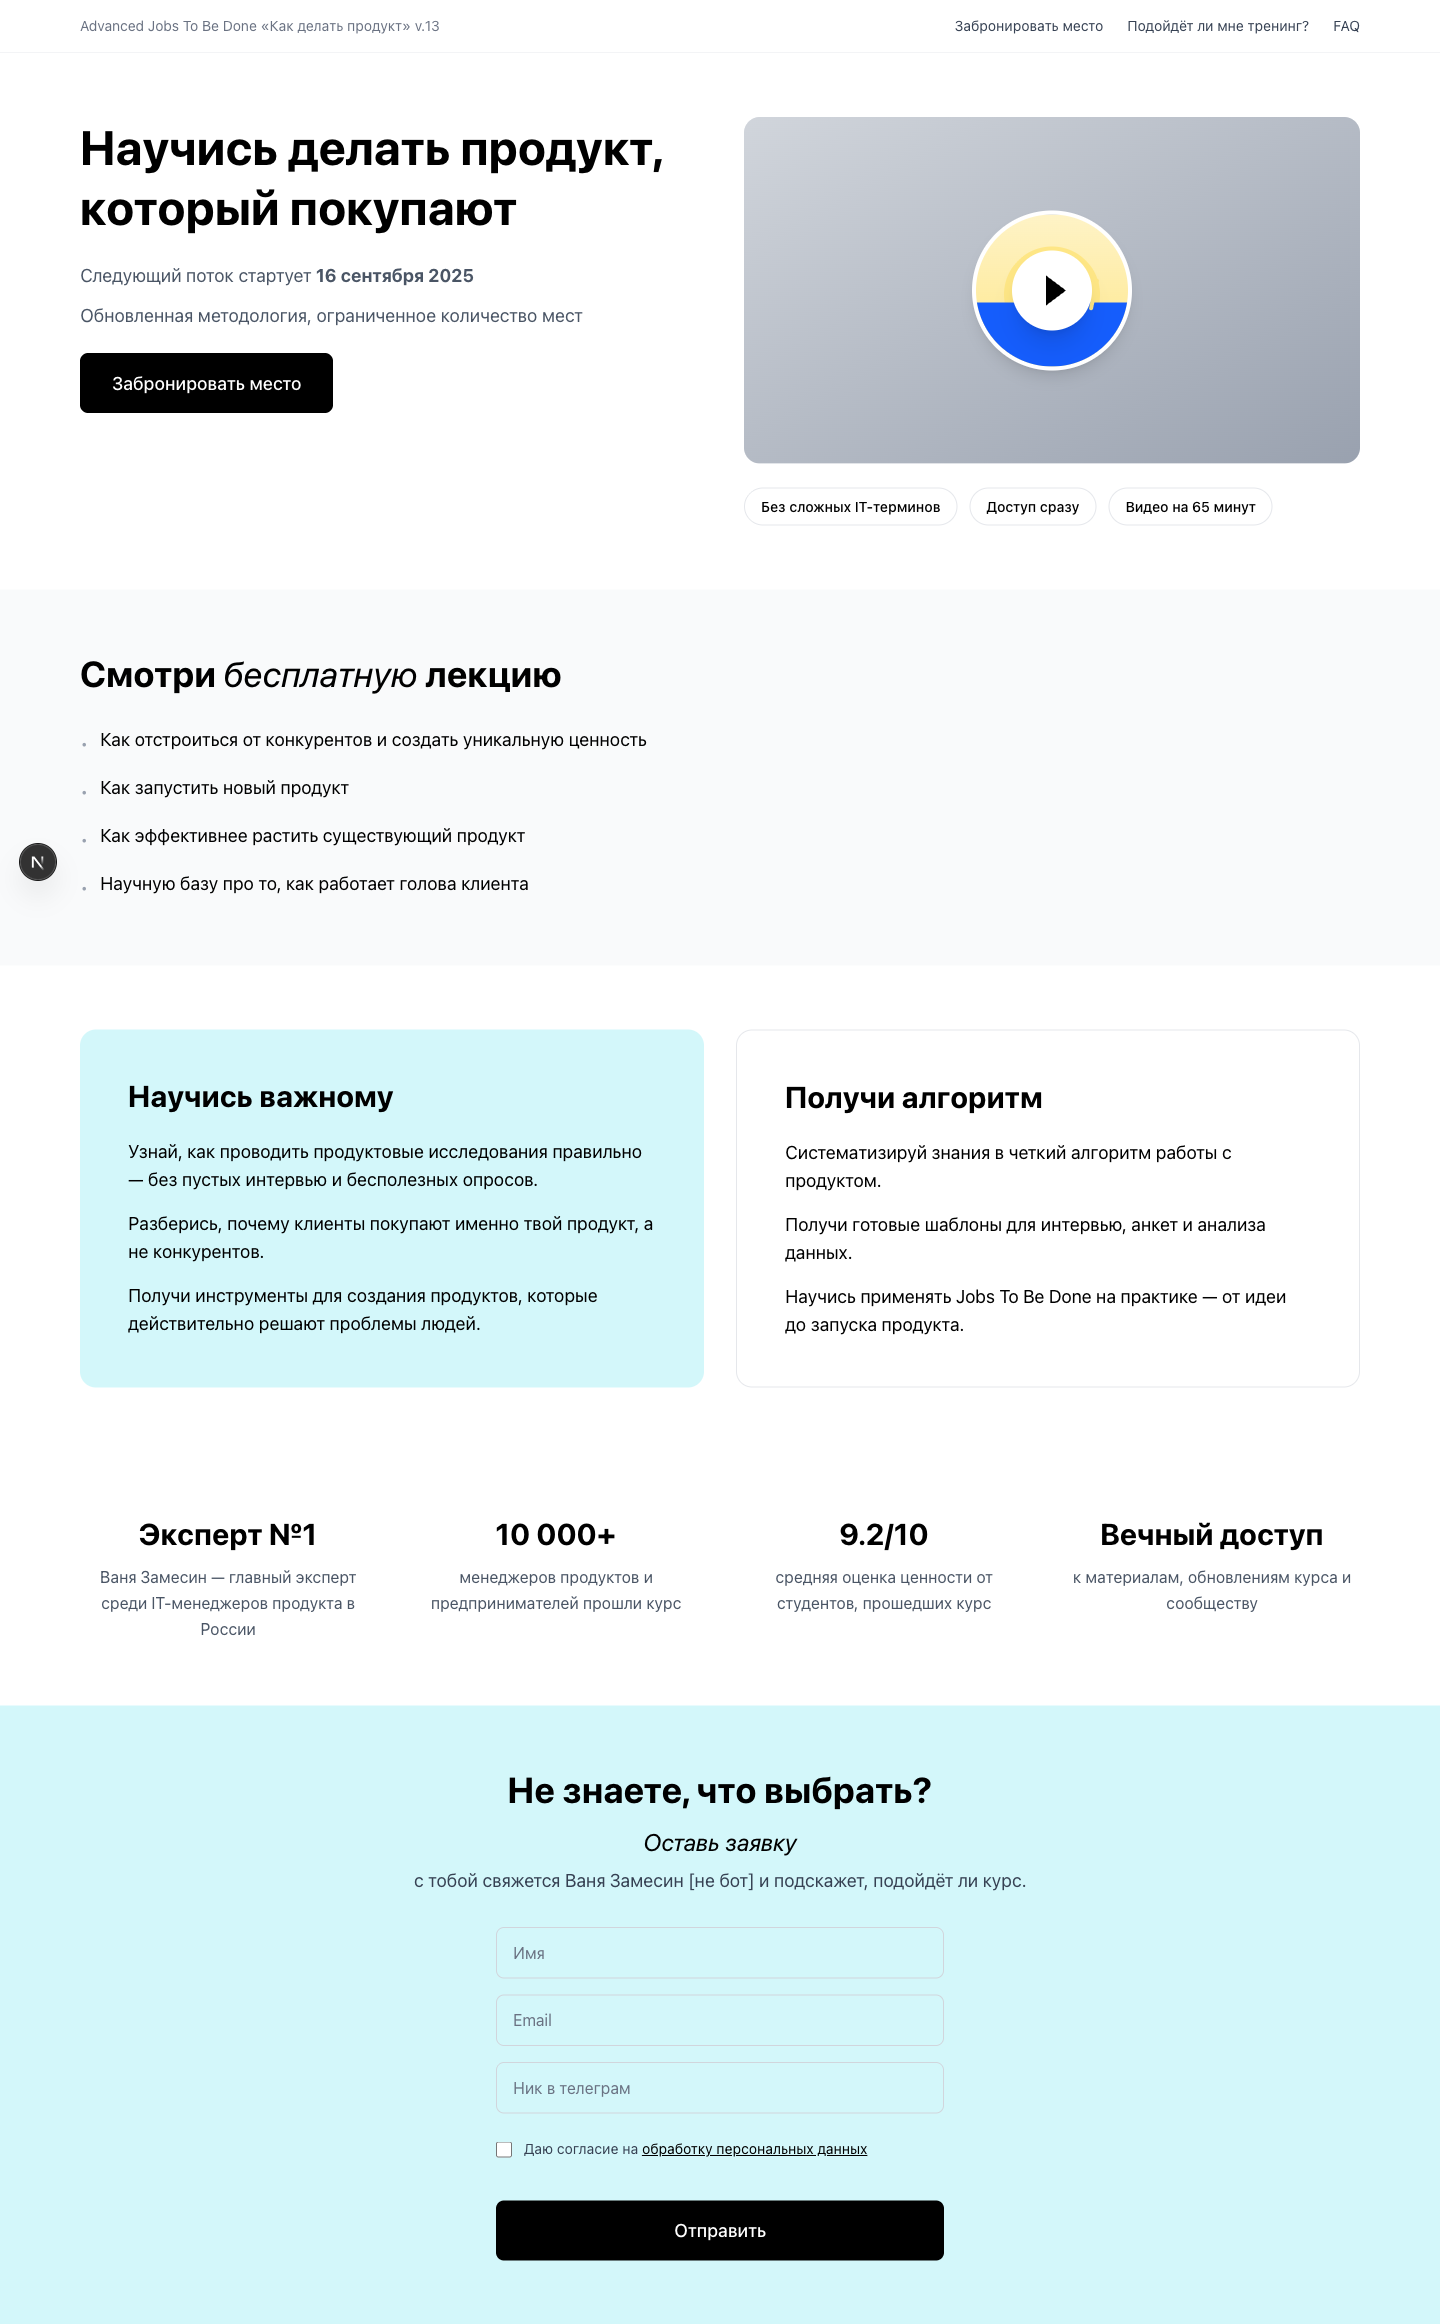 Advanced Jobs To Be Done «Как делать продукт» v.13
Забронировать место
Подойдёт ли мне тренинг?
FAQ
Научись делать продукт,
который покупают
Следующий поток стартует 16 сентября 2025
Обновленная методология, ограниченное количество мест
Забронировать место
Без сложных IT-терминов
Доступ сразу
Видео на 65 минут
Смотри бесплатную лекцию
Как отстроиться от конкурентов и создать уникальную ценность
Как запустить новый продукт
Как эффективнее растить существующий продукт
N
Научную базу про то, как работает голова клиента
Научись важному
Узнай, как проводить продуктовые исследования правильно
— без пустых интервью и бесполезных опросов.
Разберись, почему клиенты покупают именно твой продукт, а
не конкурентов.
Получи инструменты для создания продуктов, которые
действительно решают проблемы людей.
Получи алгоритм
Систематизируй знания в четкий алгоритм работы с
продуктом.
Получи готовые шаблоны для интервью, анкет и анализа
данных.
Научись применять Jobs To Be Done на практике — от идеи
до запуска продукта.
Эксперт №1
Ваня Замесин — главный эксперт
среди IT-менеджеров продукта в
России
10 000+
менеджеров продуктов и
предпринимателей прошли курс
9.2/10
средняя оценка ценности от
студентов, прошедших курс
Вечный доступ
к материалам, обновлениям курса и
сообществу
Не знаете, что выбрать?
Оставь заявку
с тобой свяжется Ваня Замесин [не бот] и подскажет, подойдёт ли курс.
Имя
Email
Ник в телеграм
Даю согласие на обработку персональных данных
Отправить